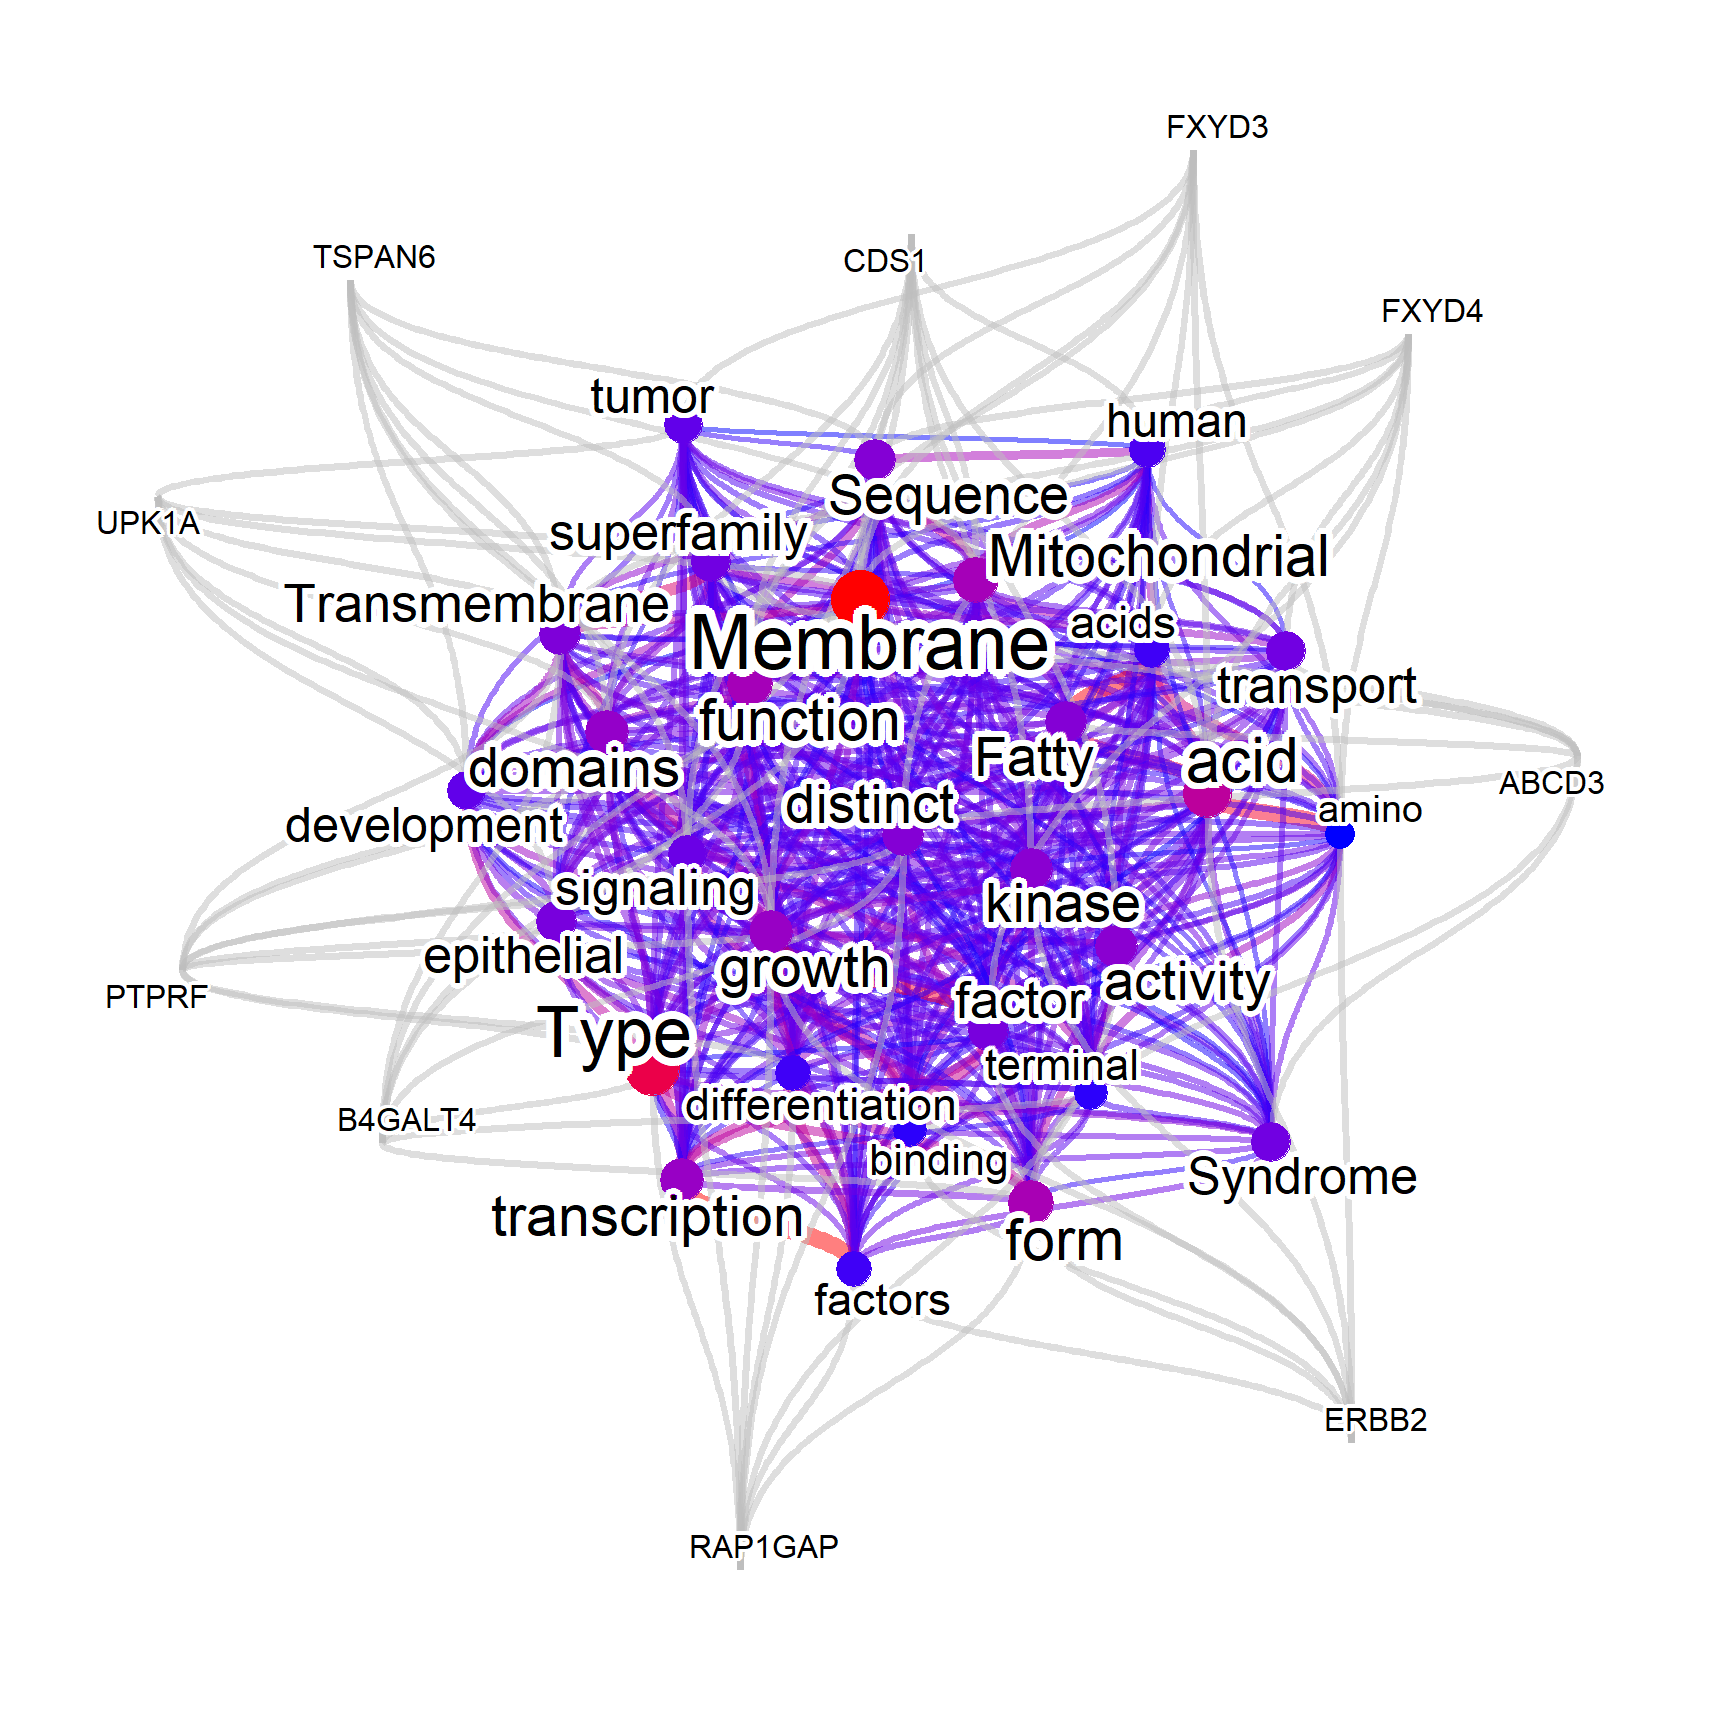 FXYD3
TSPAN6
CDS1
FXYD4
tumor
human
Sequence
UPK1A
superfamily
Mitochondrial
Transmembrane
Membrane
acids
transport
function
Fatty
acid
domains
ABCD3
distinct
amino
development
signaling
kinase
epithelial
growth
activity
PTPRF
factor
Type
terminal
differentiation
B4GALT4
binding
Syndrome
transcription
form
factors
ERBB2
RAP1GAP